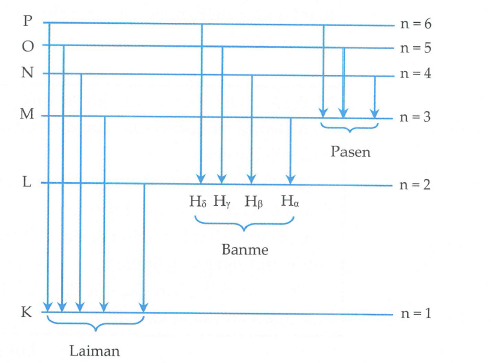 P n = 6
O n = 5
N n = 4
M n = 3
Pasen
L n = 2
Hδ Hγ Hβ Hα
Banme
K n = 1
Laiman